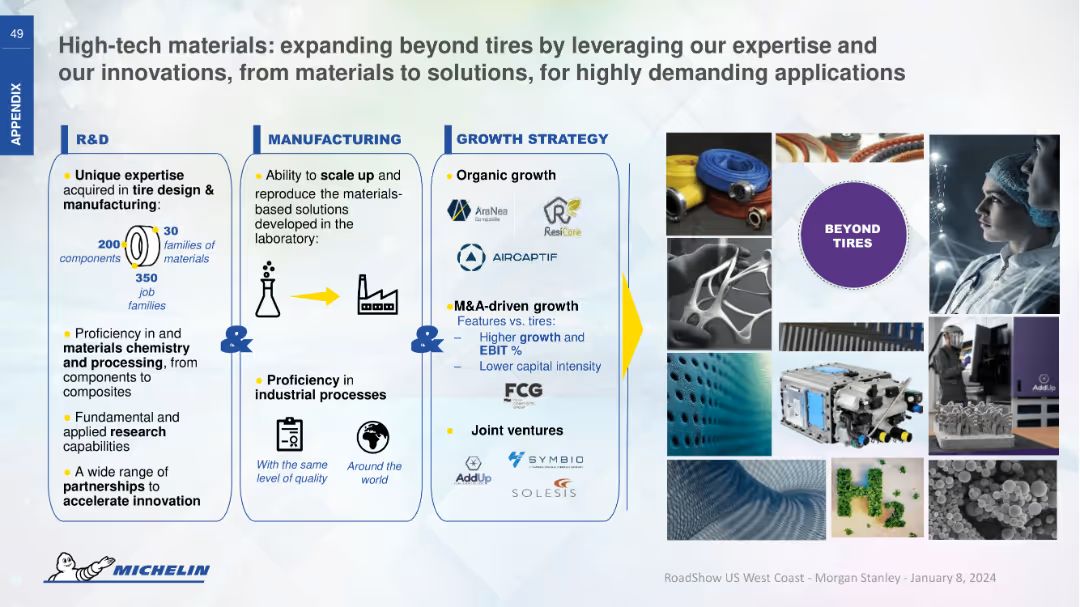 49
APPENDIX
High-tech materials: expanding beyond tires by leveraging our expertise and
our innovations, from materials to solutions, for highly demanding applications
R&D
Unique expertise
acquired in tire design &
manufacturing:
200
components
30
families of
materials
350
job
families
Proficiency in and
materials chemistry
and processing, from
components to
composites
Fundamental and
applied research
capabilities
A wide range of
partnerships to
accelerate innovation
&
MANUFACTURING
Ability to scale up and
reproduce the materials-
based solutions
developed in the
laboratory:
Proficiency in
industrial processes
With the same
level of quality
Around the
world
&
GROWTH STRATEGY
Organic growth
AraNea
Composite
ResiCare
AIRCAPTIF
M&A-driven growth
Features vs. tires:
– Higher growth and
EBIT %
– Lower capital intensity
FCG
Joint ventures
AddUp
SYMBIO
SOLESIS
BEYOND
TIRES
AddUp
H2
MICHELIN
RoadShow US West Coast - Morgan Stanley - January 8, 2024